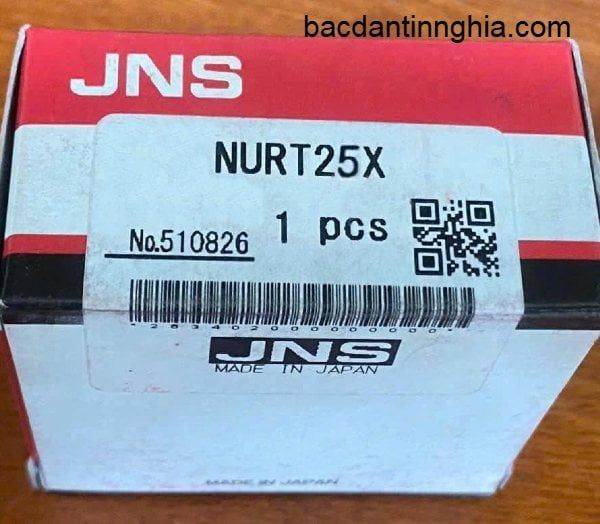 bacdantinnghia.com
JNS
NURT25X
No.510826 1 pcs
JNS
MADE IN JAPAN
MADE IN JAPAN